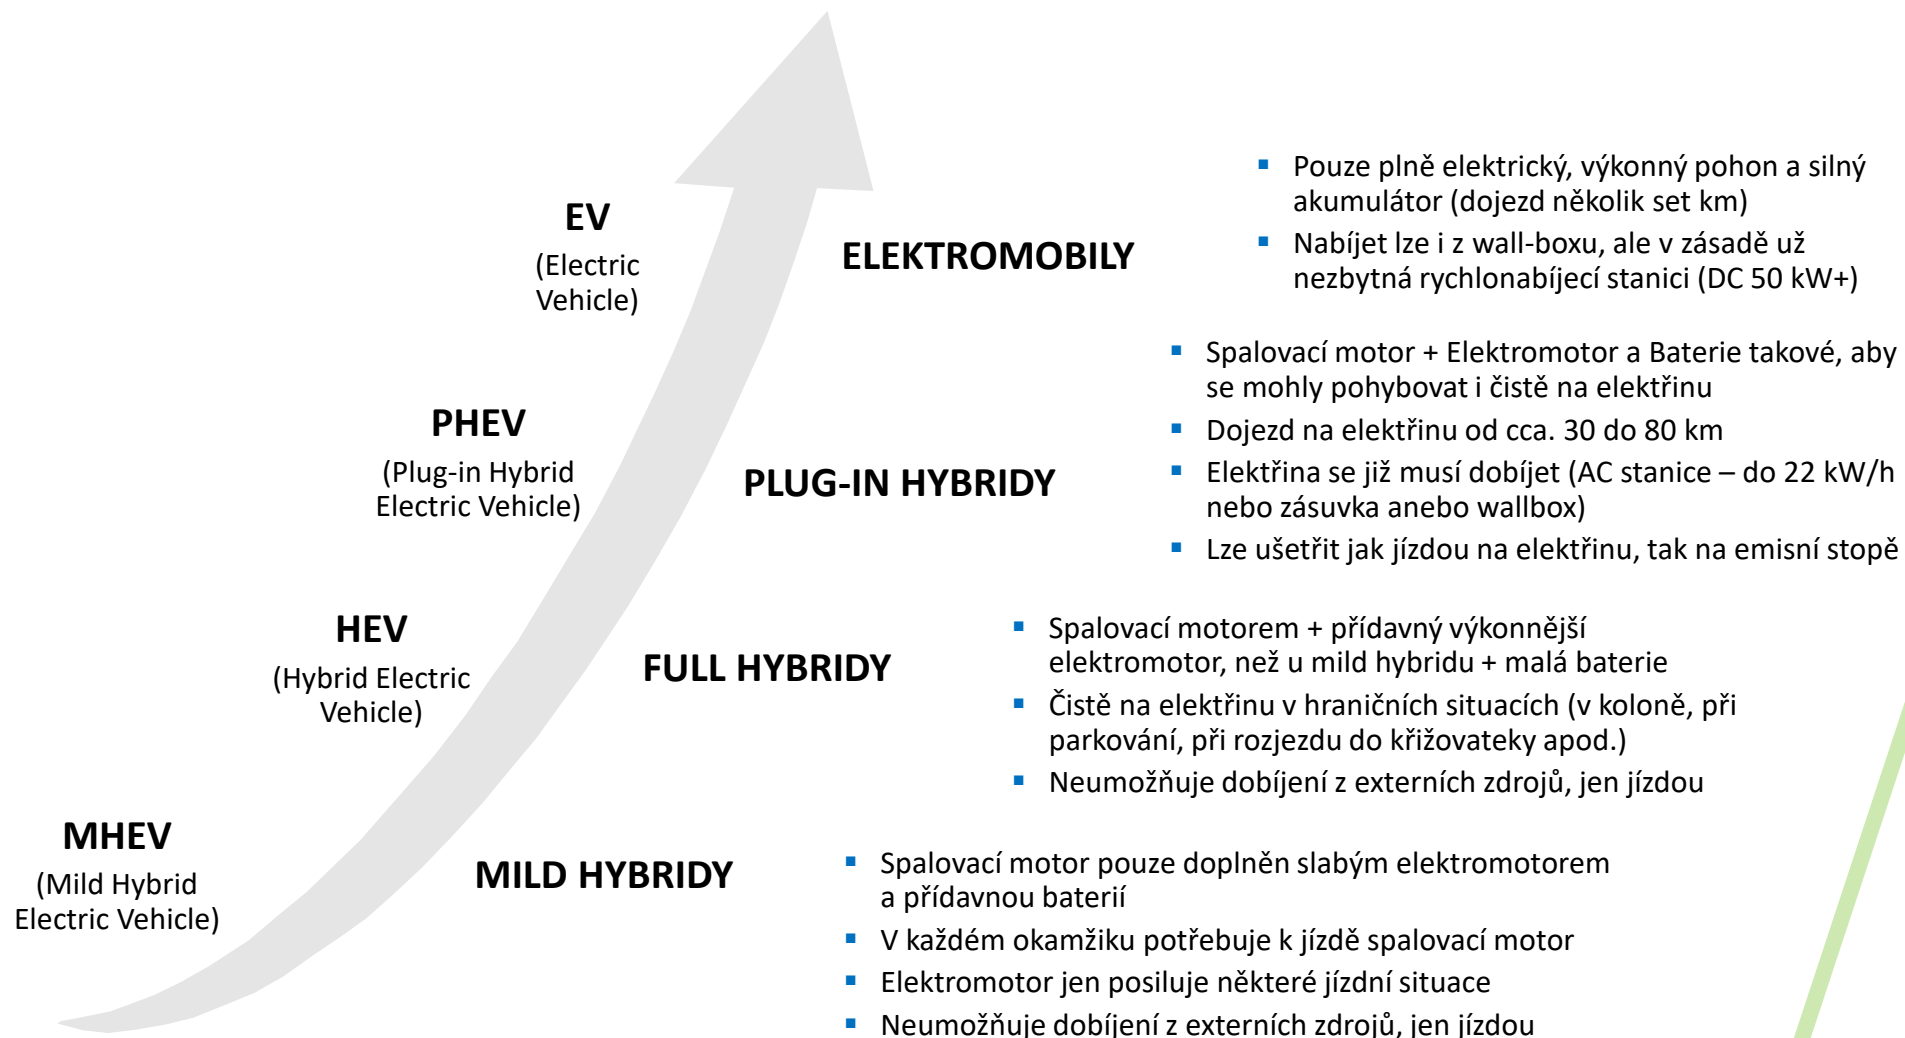 EV
(Electric
Vehicle)
ELEKTROMOBILY
▪ Pouze plně elektrický, výkonný pohon a silný
akumulátor (dojezd několik set km)
▪ Nabíjet lze i z wall-boxu, ale v zásadě už
nezbytná rychlonabíjecí stanici (DC 50 kW+)
PHEV
(Plug-in Hybrid
Electric Vehicle)
PLUG-IN HYBRIDY
▪ Spalovací motor + Elektromotor a Baterie takové, aby
se mohly pohybovat i čistě na elektřinu
▪ Dojezd na elektřinu od cca. 30 do 80 km
▪ Elektřina se již musí dobíjet (AC stanice – do 22 kW/h
nebo zásuvka anebo wallbox)
▪ Lze ušetřit jak jízdou na elektřinu, tak na emisní stopě
HEV
(Hybrid Electric
Vehicle)
FULL HYBRIDY
▪ Spalovací motorem + přídavný výkonnější
elektromotor, než u mild hybridu + malá baterie
▪ Čistě na elektřinu v hraničních situacích (v koloně, při
parkování, při rozjezdu do křižovateky apod.)
▪ Neumožňuje dobíjení z externích zdrojů, jen jízdou
MHEV
(Mild Hybrid
Electric Vehicle)
MILD HYBRIDY
▪ Spalovací motor pouze doplněn slabým elektromotorem
a přídavnou baterií
▪ V každém okamžiku potřebuje k jízdě spalovací motor
▪ Elektromotor jen posiluje některé jízdní situace
▪ Neumožňuje dobíjení z externích zdrojů, jen jízdou